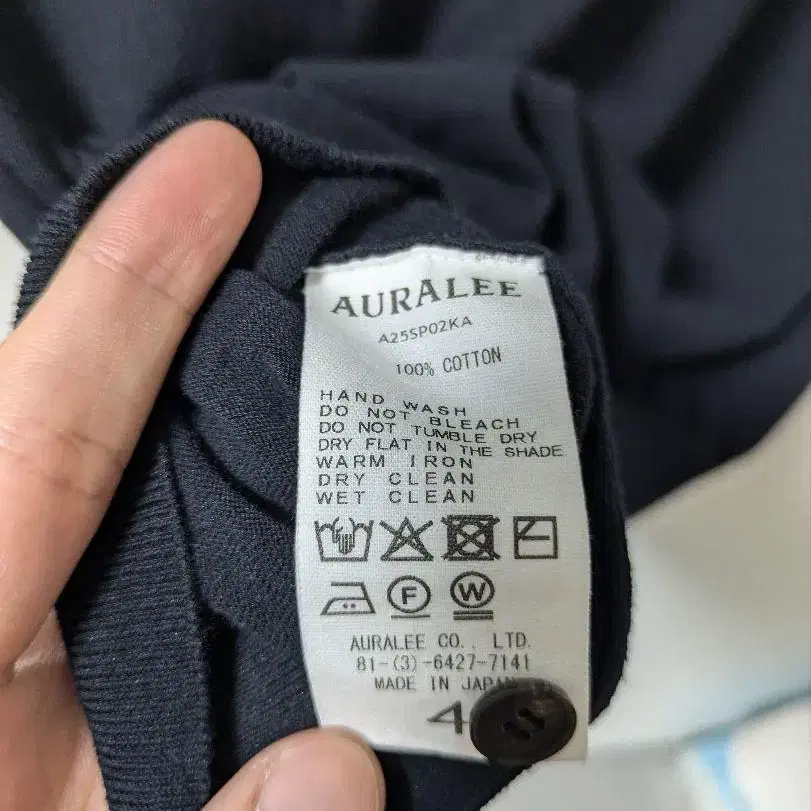 AURALEE
A25SP02KA
100% COTTON
HAND WASH
DO NOT BLEACH
DO NOT TUMBLE DRY
DRY FLAT IN THE SHADE
WARM IRON
DRY CLEAN
WET CLEAN
F W
AURALEE CO., LTD.
81-(3)-6427-7141
MADE IN JAPAN
4